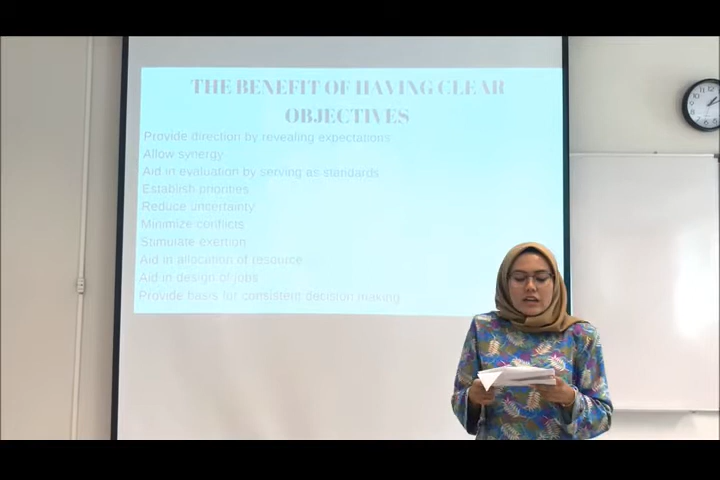 THE BENEFIT OF HAVING CLEAR
OBJECTIVES
Provide direction by revealing expectations
Allow synergy
Aid in evaluation by serving as standards
Establish priorities
Reduce uncertainty
Minimize conflicts
Stimulate exertion
Aid in allocation of resource
Aid in design of jobs
Provide basis for consistent decision making